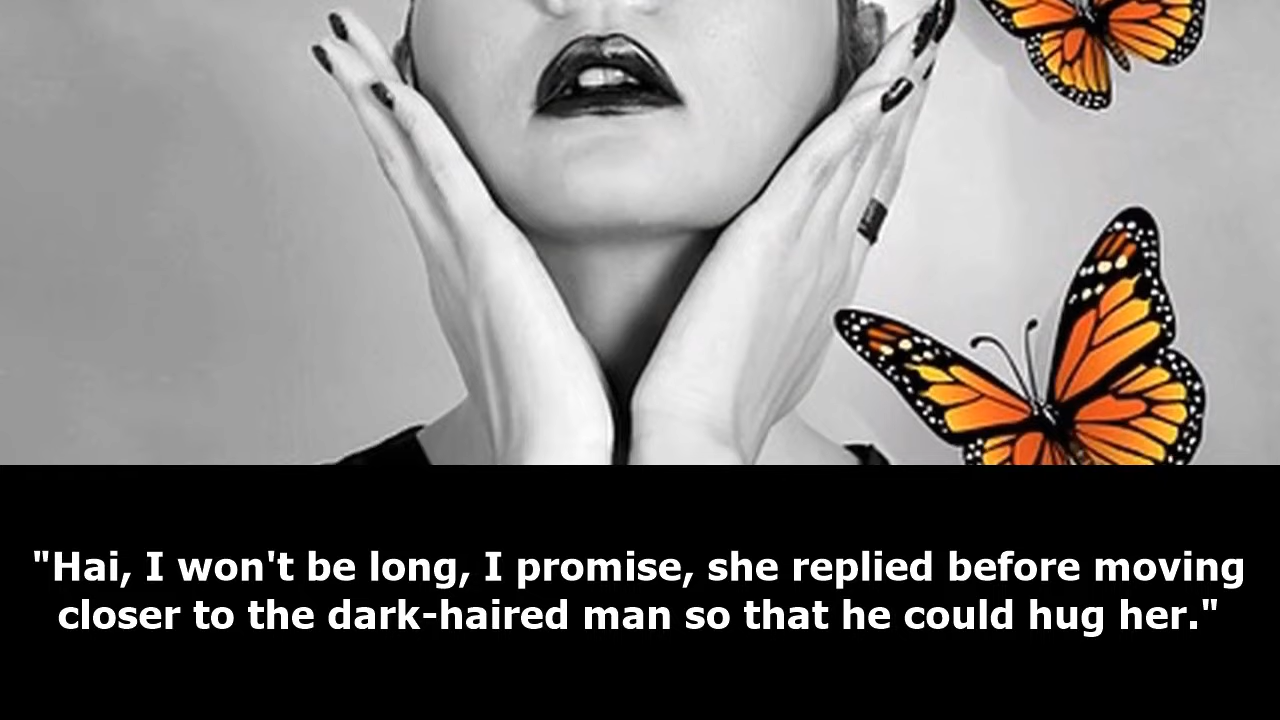 "Hai, I won't be long, I promise, she replied before moving
closer to the dark-haired man so that he could hug her."